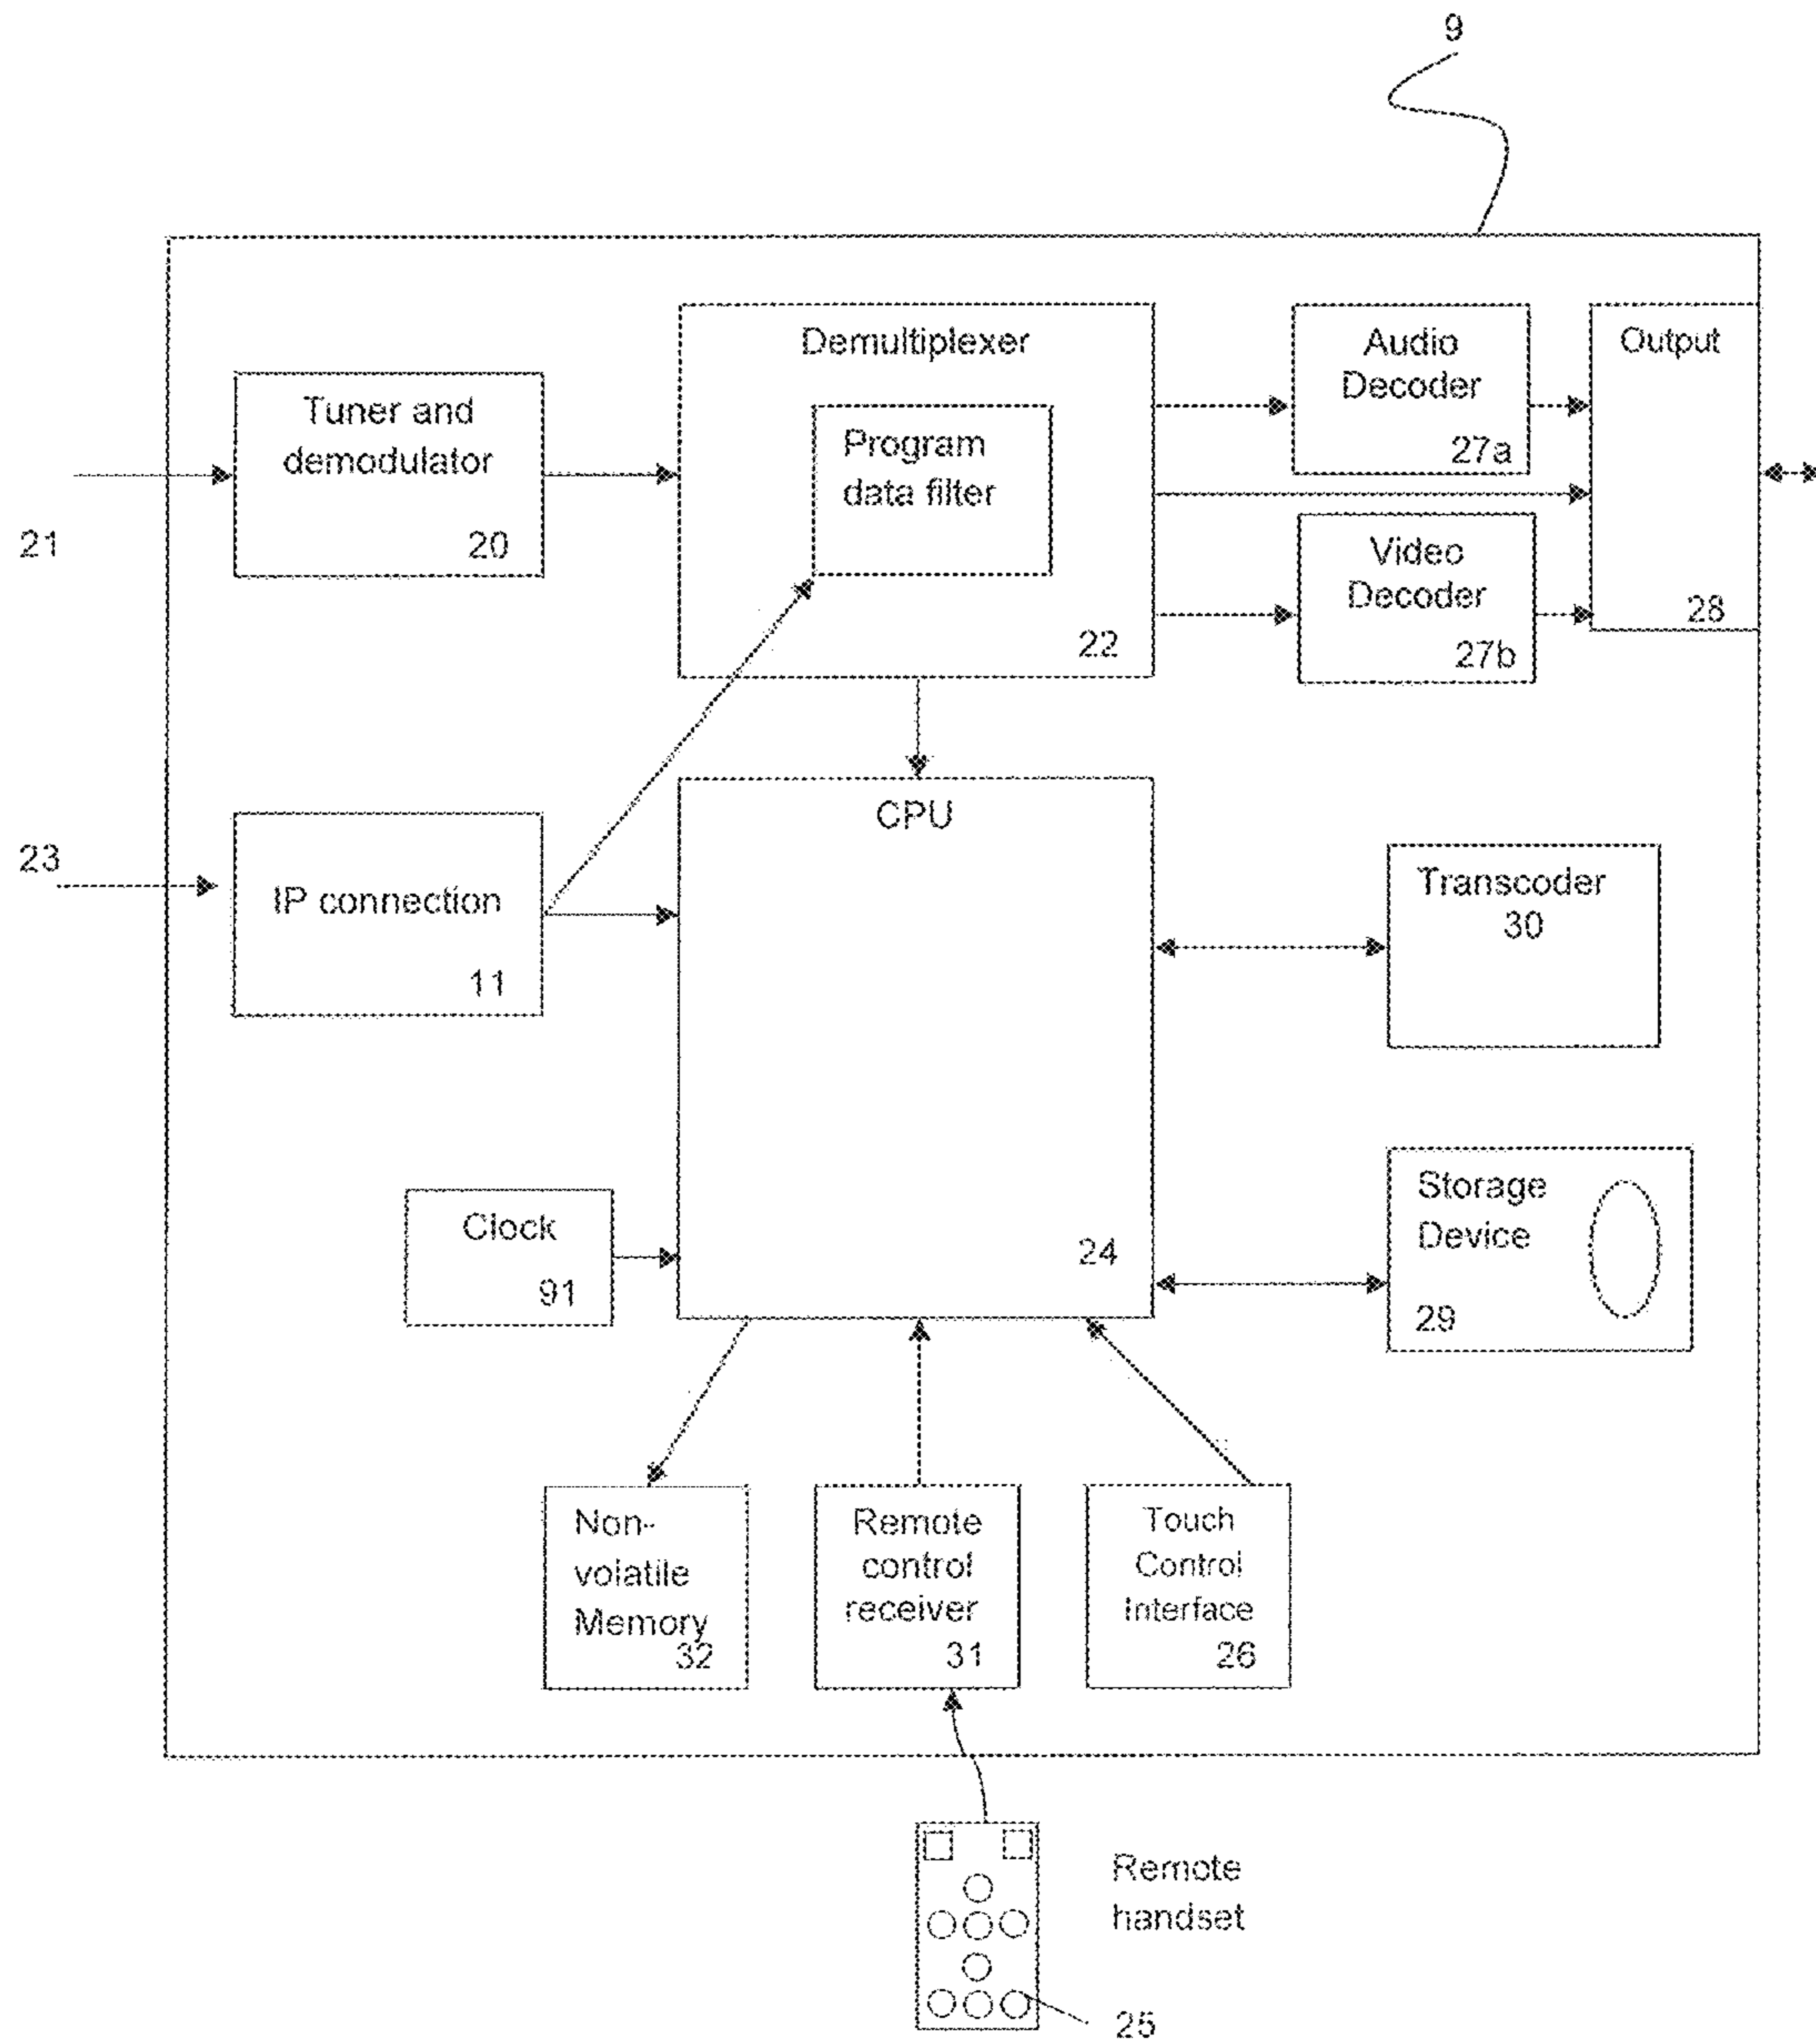 9
Demultiplexer
Audio
Decoder
27a
Output
Tuner and
demodulator
20
Program
data filter
21
Video
Decoder
27b
28
22
CPU
23
IP connection
11
Transcoder
30
Clock
91
24
Storage
Device
29
Non-
volatile
Memory
32
Remote
control
receiver
31
Touch
Control
Interface
26
Remote
handset
25